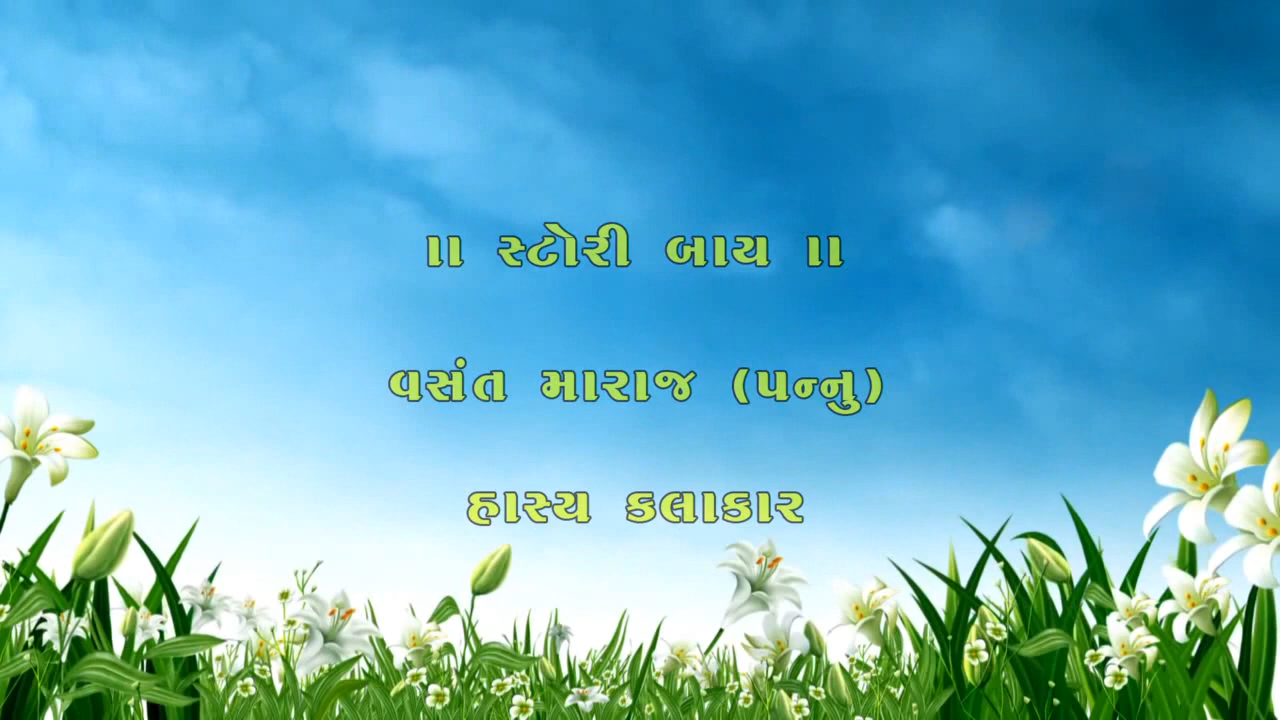 ॥ સ્ટોરી બાય ॥
વસંત મારાજ (પન્નુ)
હાસ્ય કલાકાર